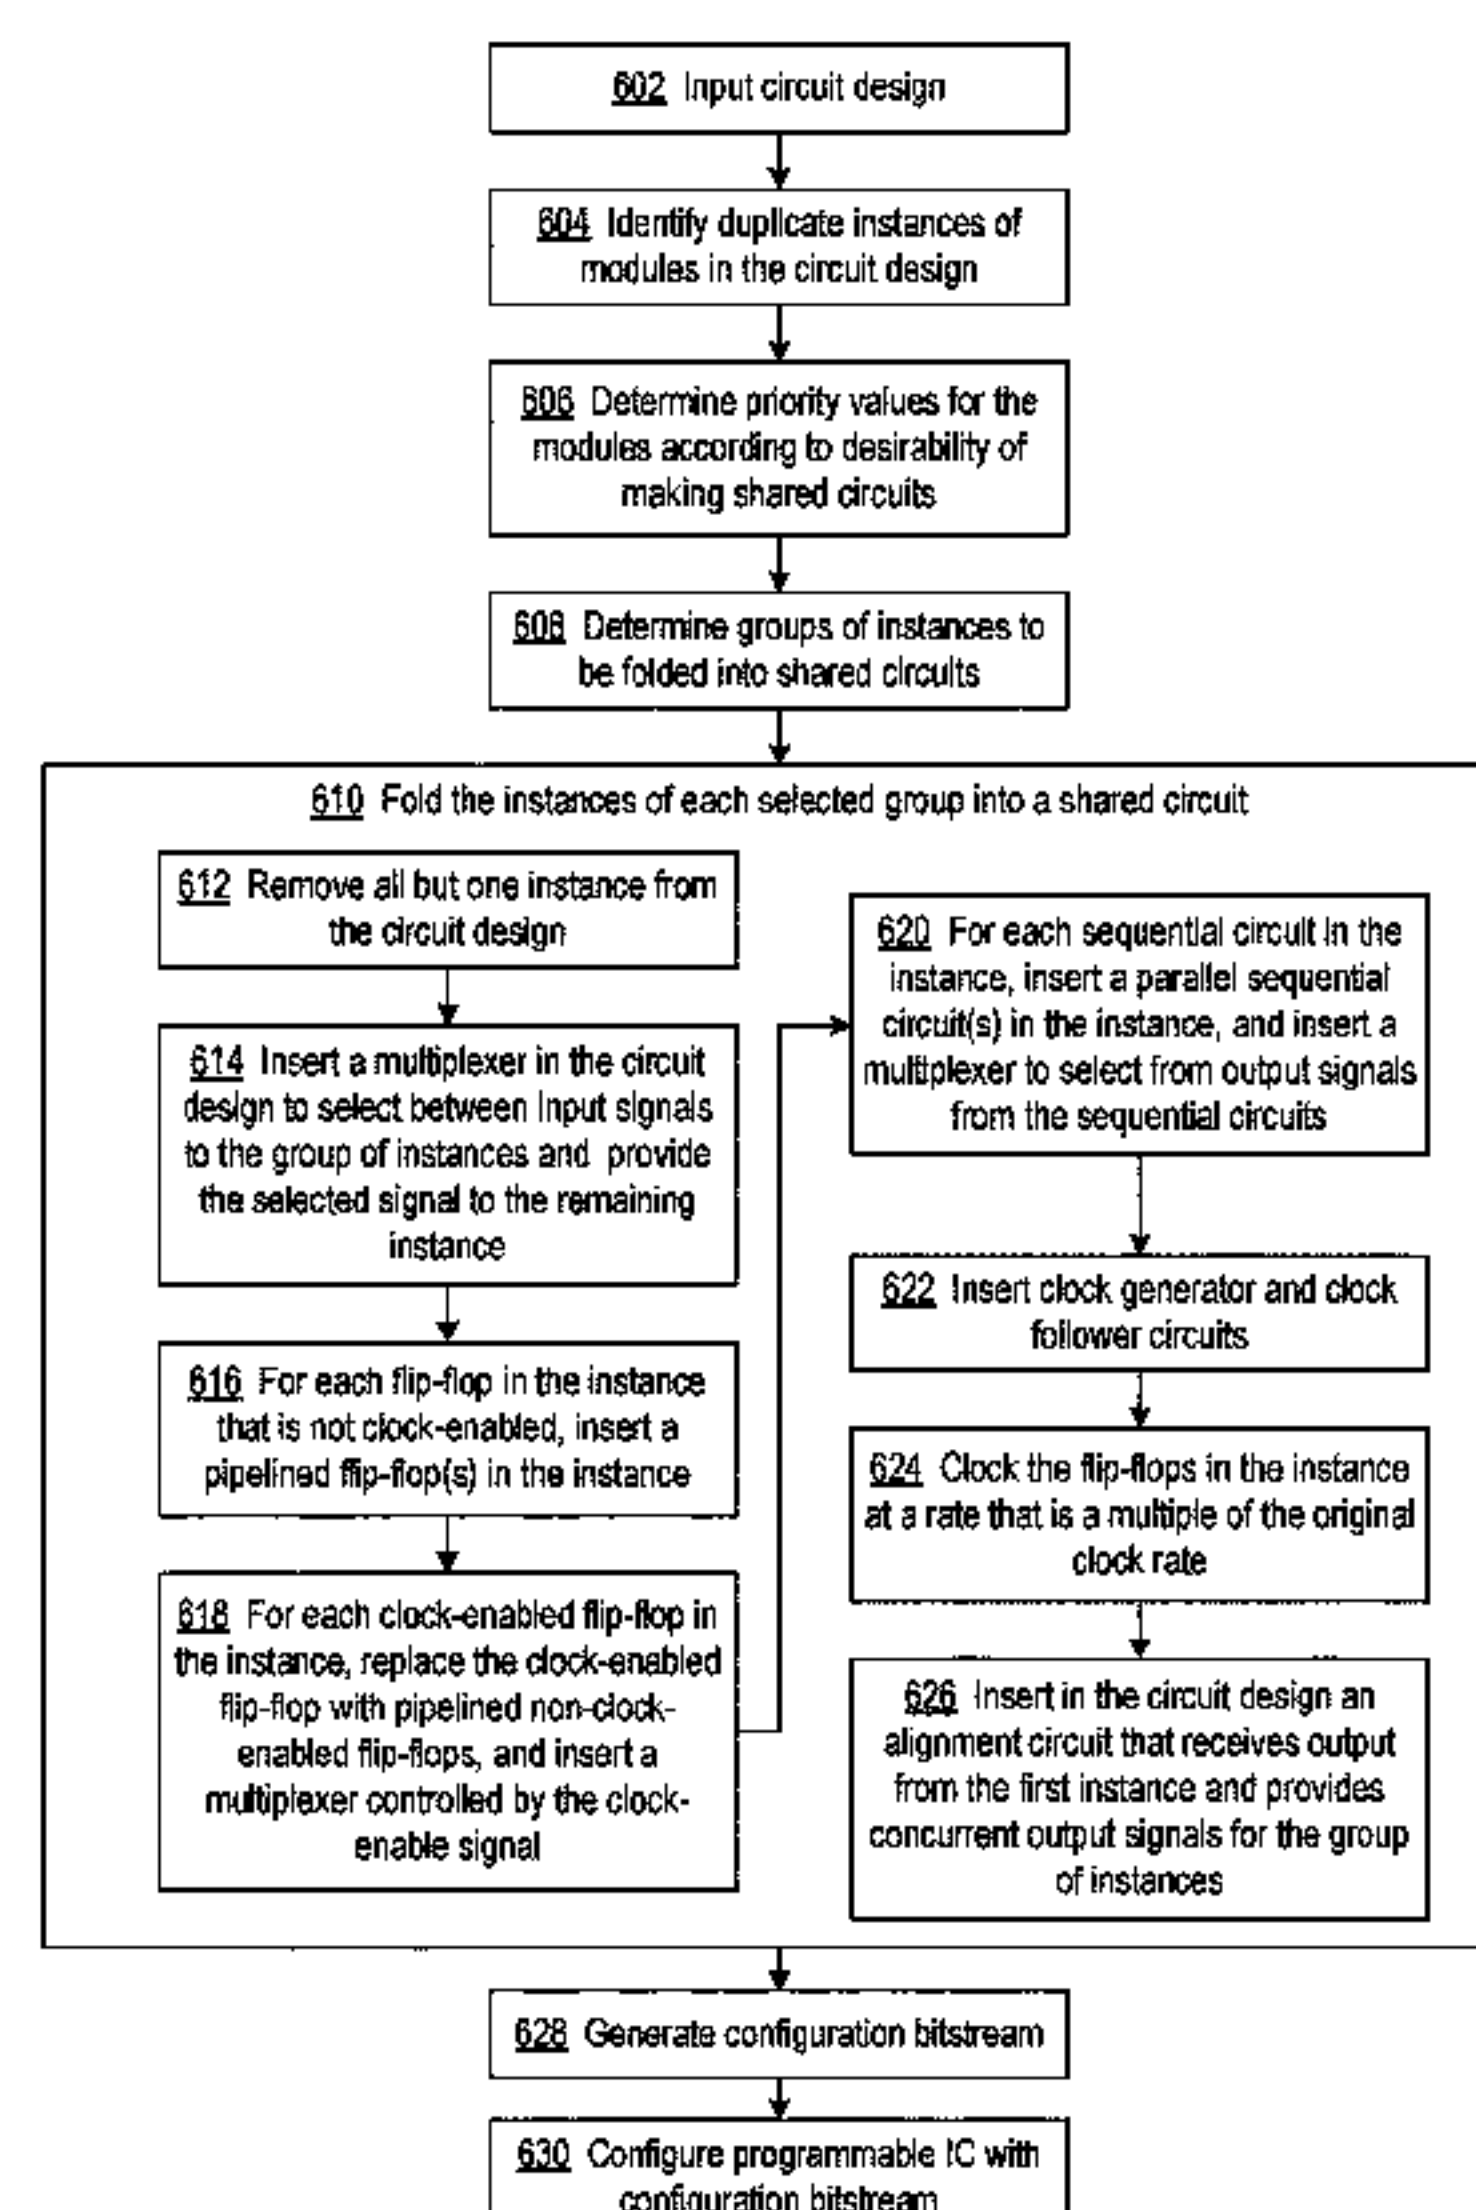 602 Input circuit design
604 Identify duplicate instances of
modules in the circuit design
606 Determine priority values for the
modules according to desirability of
making shared circuits
608 Determine groups of instances to
be folded into shared circuits
610 Fold the instances of each selected group into a shared circuit
612 Remove all but one instance from
the circuit design
614 Insert a multiplexer in the circuit
design to select between input signals
to the group of instances and provide
the selected signal to the remaining
instance
616 For each flip-flop in the instance
that is not clock-enabled, insert a
pipelined flip-flop(s) in the instance
618 For each clock-enabled flip-flop in
the instance, replace the clock-enabled
flip-flop with pipelined non-clock-
enabled flip-flops, and insert a
multiplexer controlled by the clock-
enable signal
620 For each sequential circuit in the
instance, insert a parallel sequential
circuit(s) in the instance, and insert a
multiplexer to select from output signals
from the sequential circuits
622 Insert clock generator and clock
follower circuits
624 Clock the flip-flops in the instance
at a rate that is a multiple of the original
clock rate
626 Insert in the circuit design an
alignment circuit that receives output
from the first instance and provides
concurrent output signals for the group
of instances
628 Generate configuration bitstream
630 Configure programmable IC with
configuration bitstream